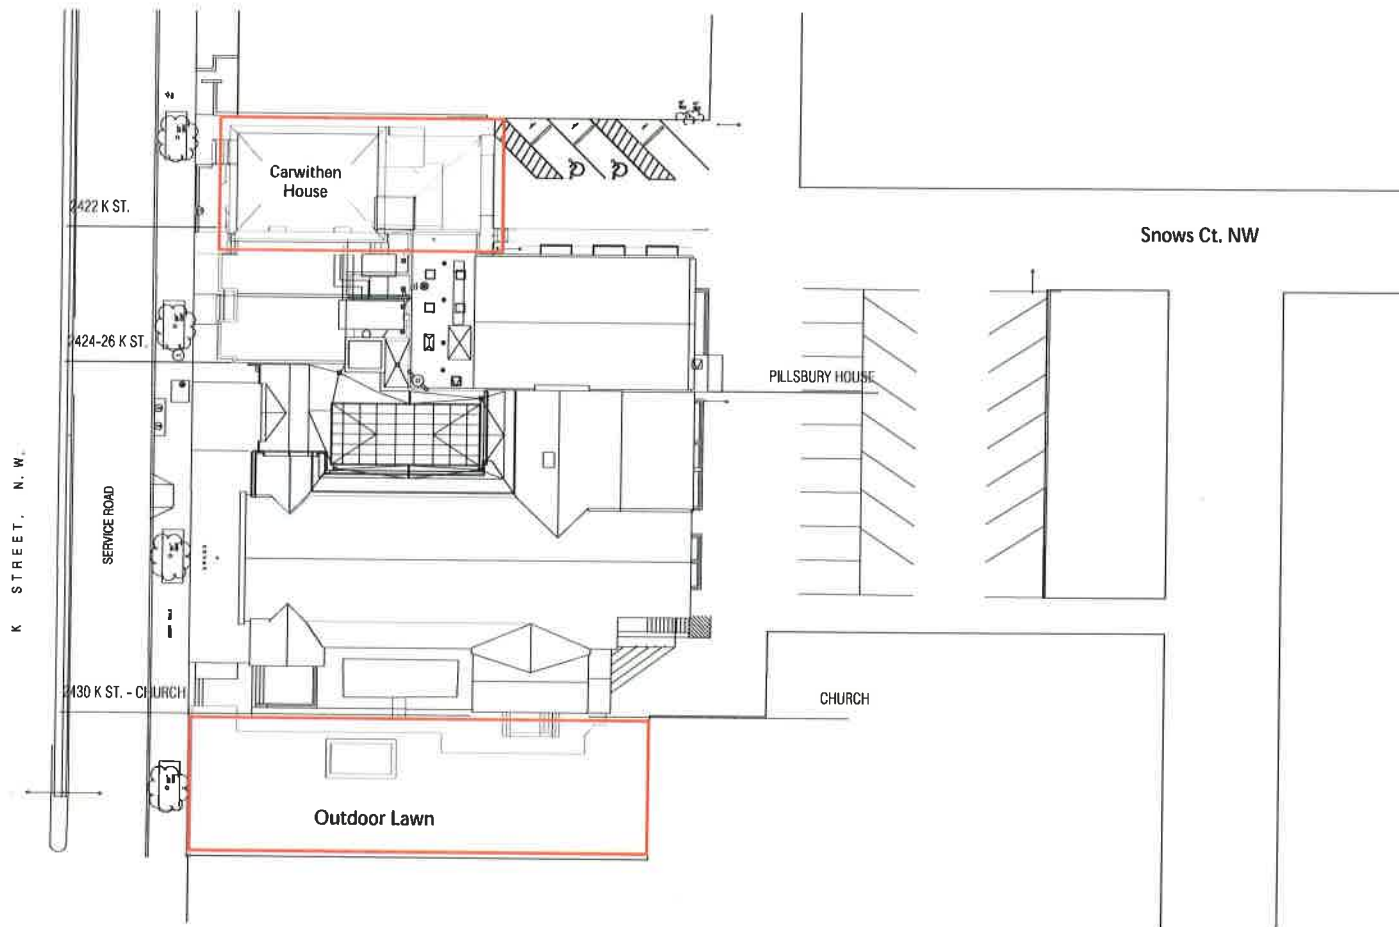 Carwithen
House
2422 K ST.
Snows Ct. NW
2424-26 K ST.
PILLSBURY HOUSE
K STREET, N.W.
SERVICE ROAD
2430 K ST. - CHURCH
CHURCH
Outdoor Lawn